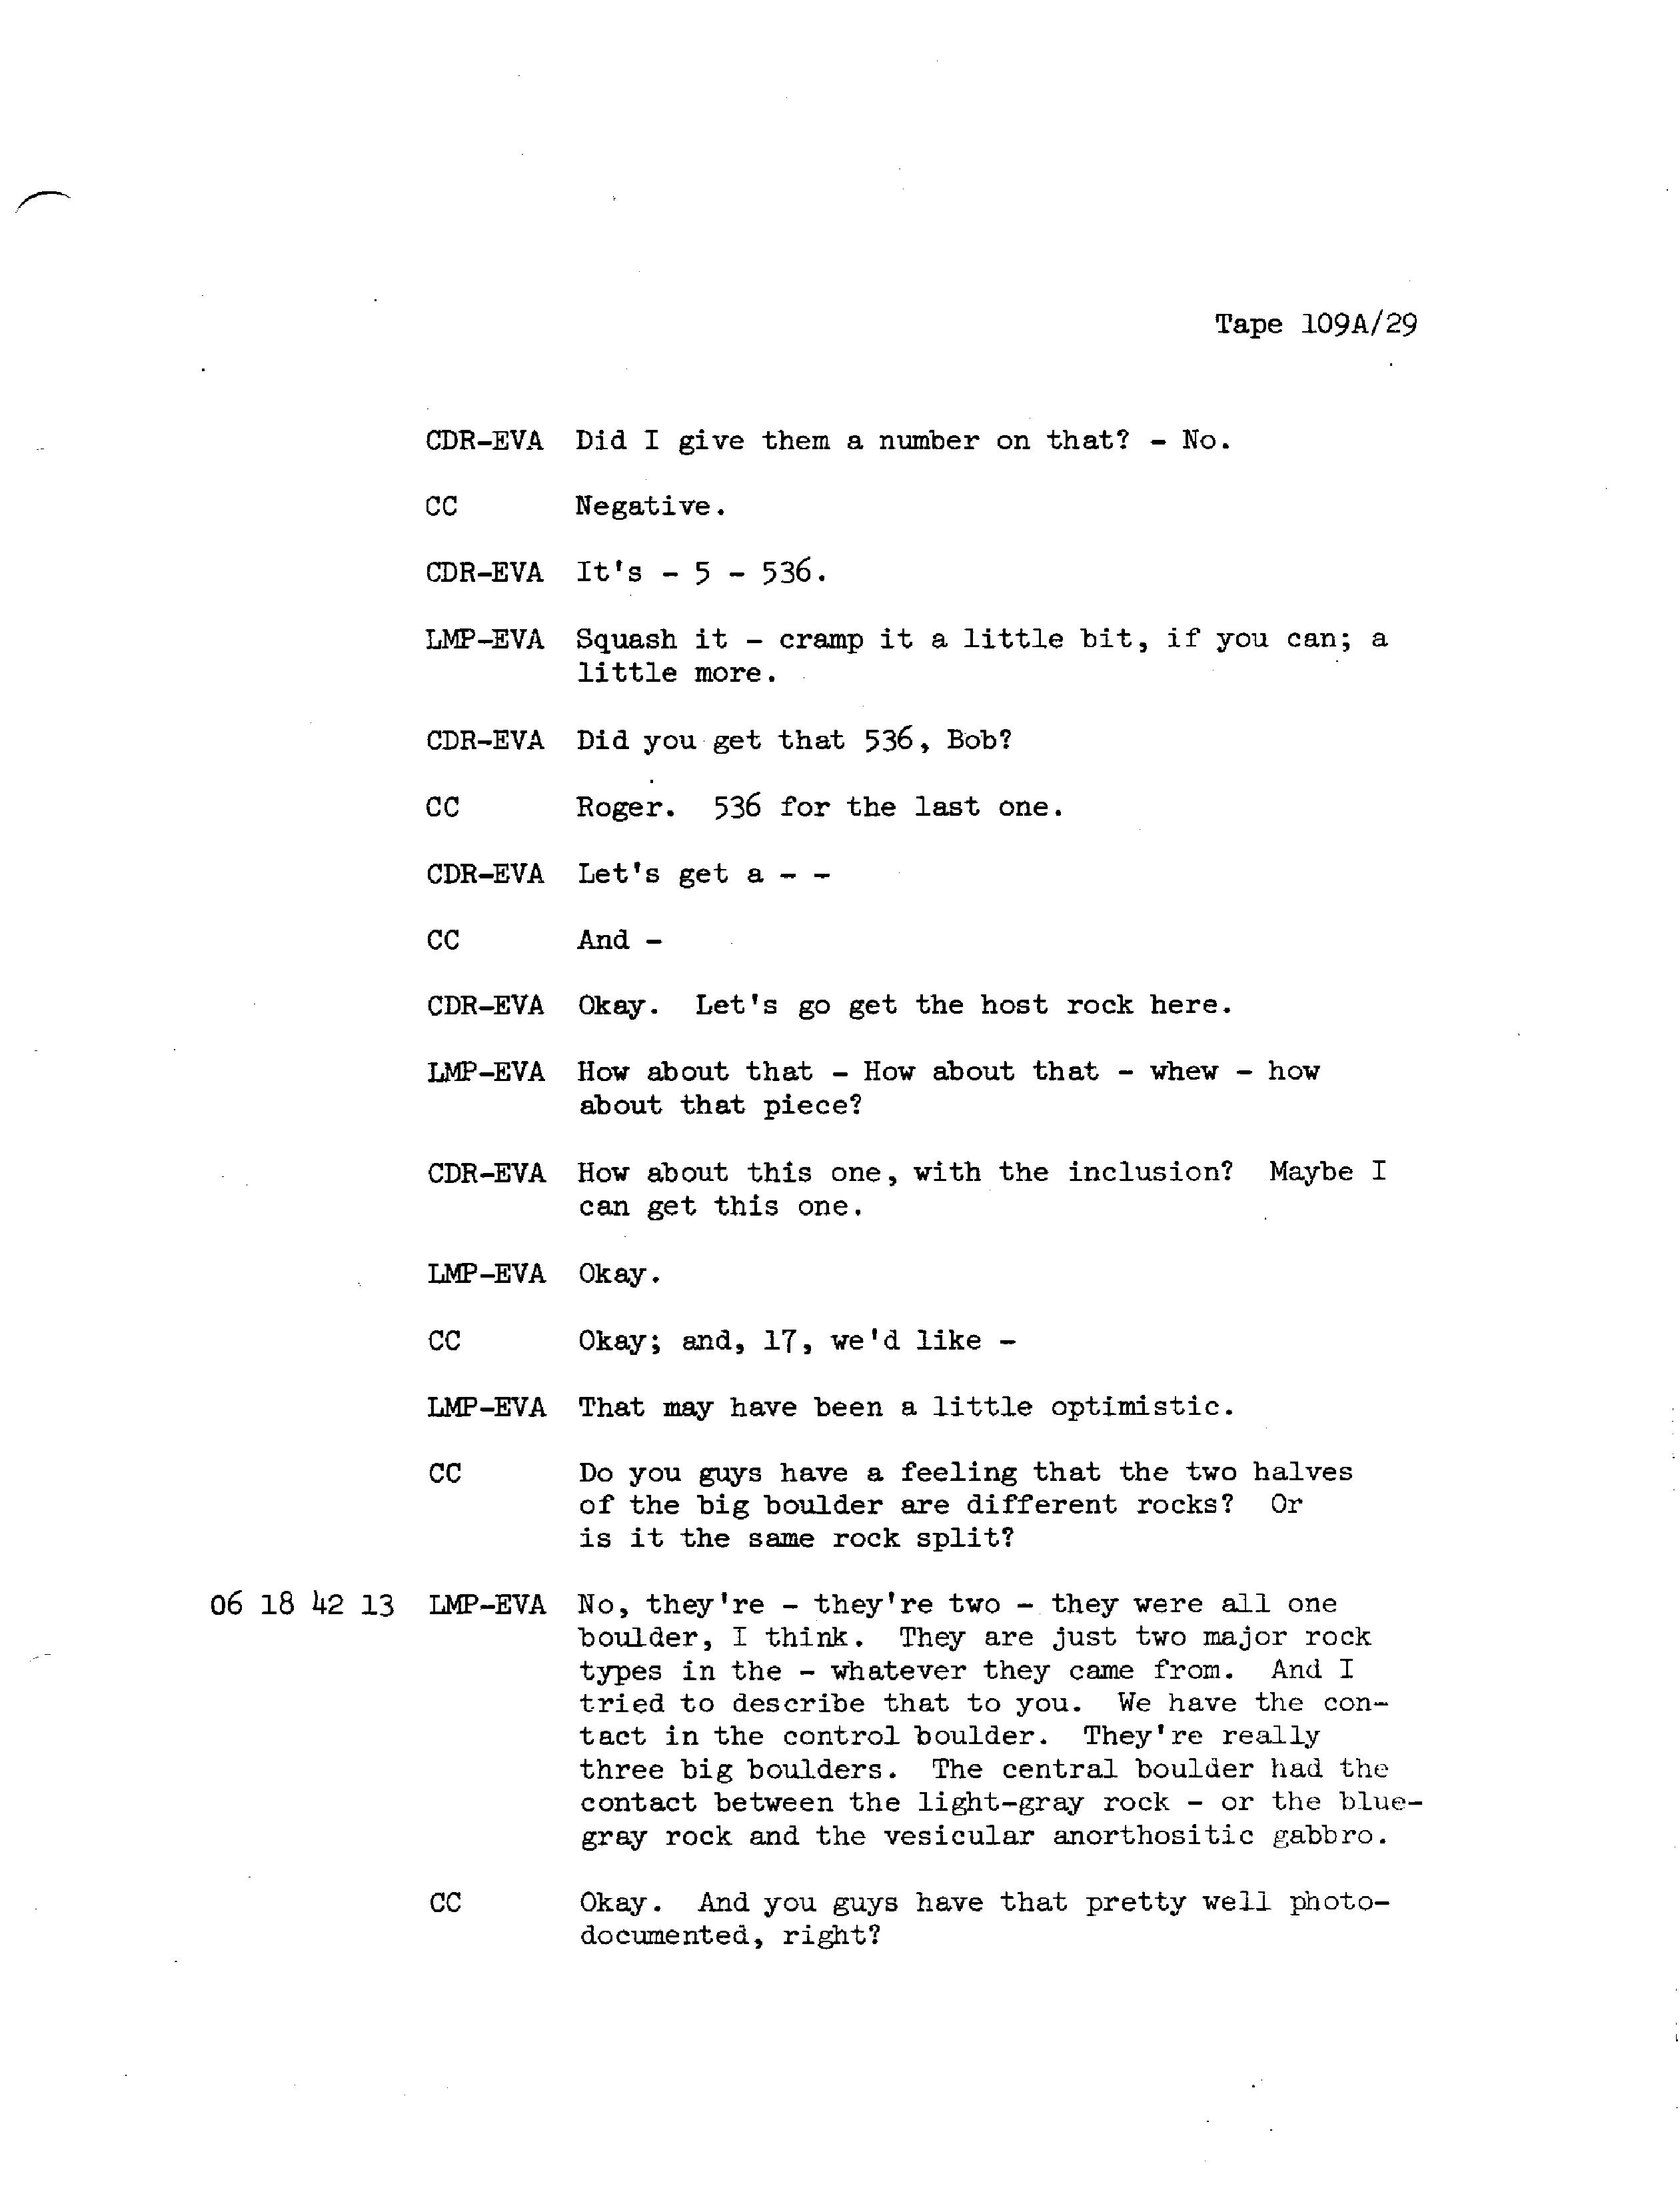 Tape 109A/29
CDR-EVA Did I give them a number on that? - No.
CC Negative.
CDR-EVA It's - 5 - 536.
LMP-EVA Squash it - cramp it a little bit, if you can; a
little more.
CDR-EVA Did you get that 536, Bob?
CC Roger. 536 for the last one.
CDR-EVA Let's get a - -
CC And -
CDR-EVA Okay. Let's go get the host rock here.
LMP-EVA How about that - How about that - whew - how
about that piece?
CDR-EVA How about this one, with the inclusion? Maybe I
can get this one.
LMP-EVA Okay.
CC Okay; and, 17, we'd like -
LMP-EVA That may have been a little optimistic.
CC Do you guys have a feeling that the two halves
of the big boulder are different rocks? Or
is it the same rock split?
06 18 42 13 LMP-EVA No, they're - they're two - they were all one
boulder, I think. They are just two major rock
types in the - whatever they came from. And I
tried to describe that to you. We have the con-
tact in the control boulder. They're really
three big boulders. The central boulder had the
contact between the light-gray rock - or the blue-
gray rock and the vesicular anorthositic gabbro.
CC Okay. And you guys have that pretty well photo-
documented, right?